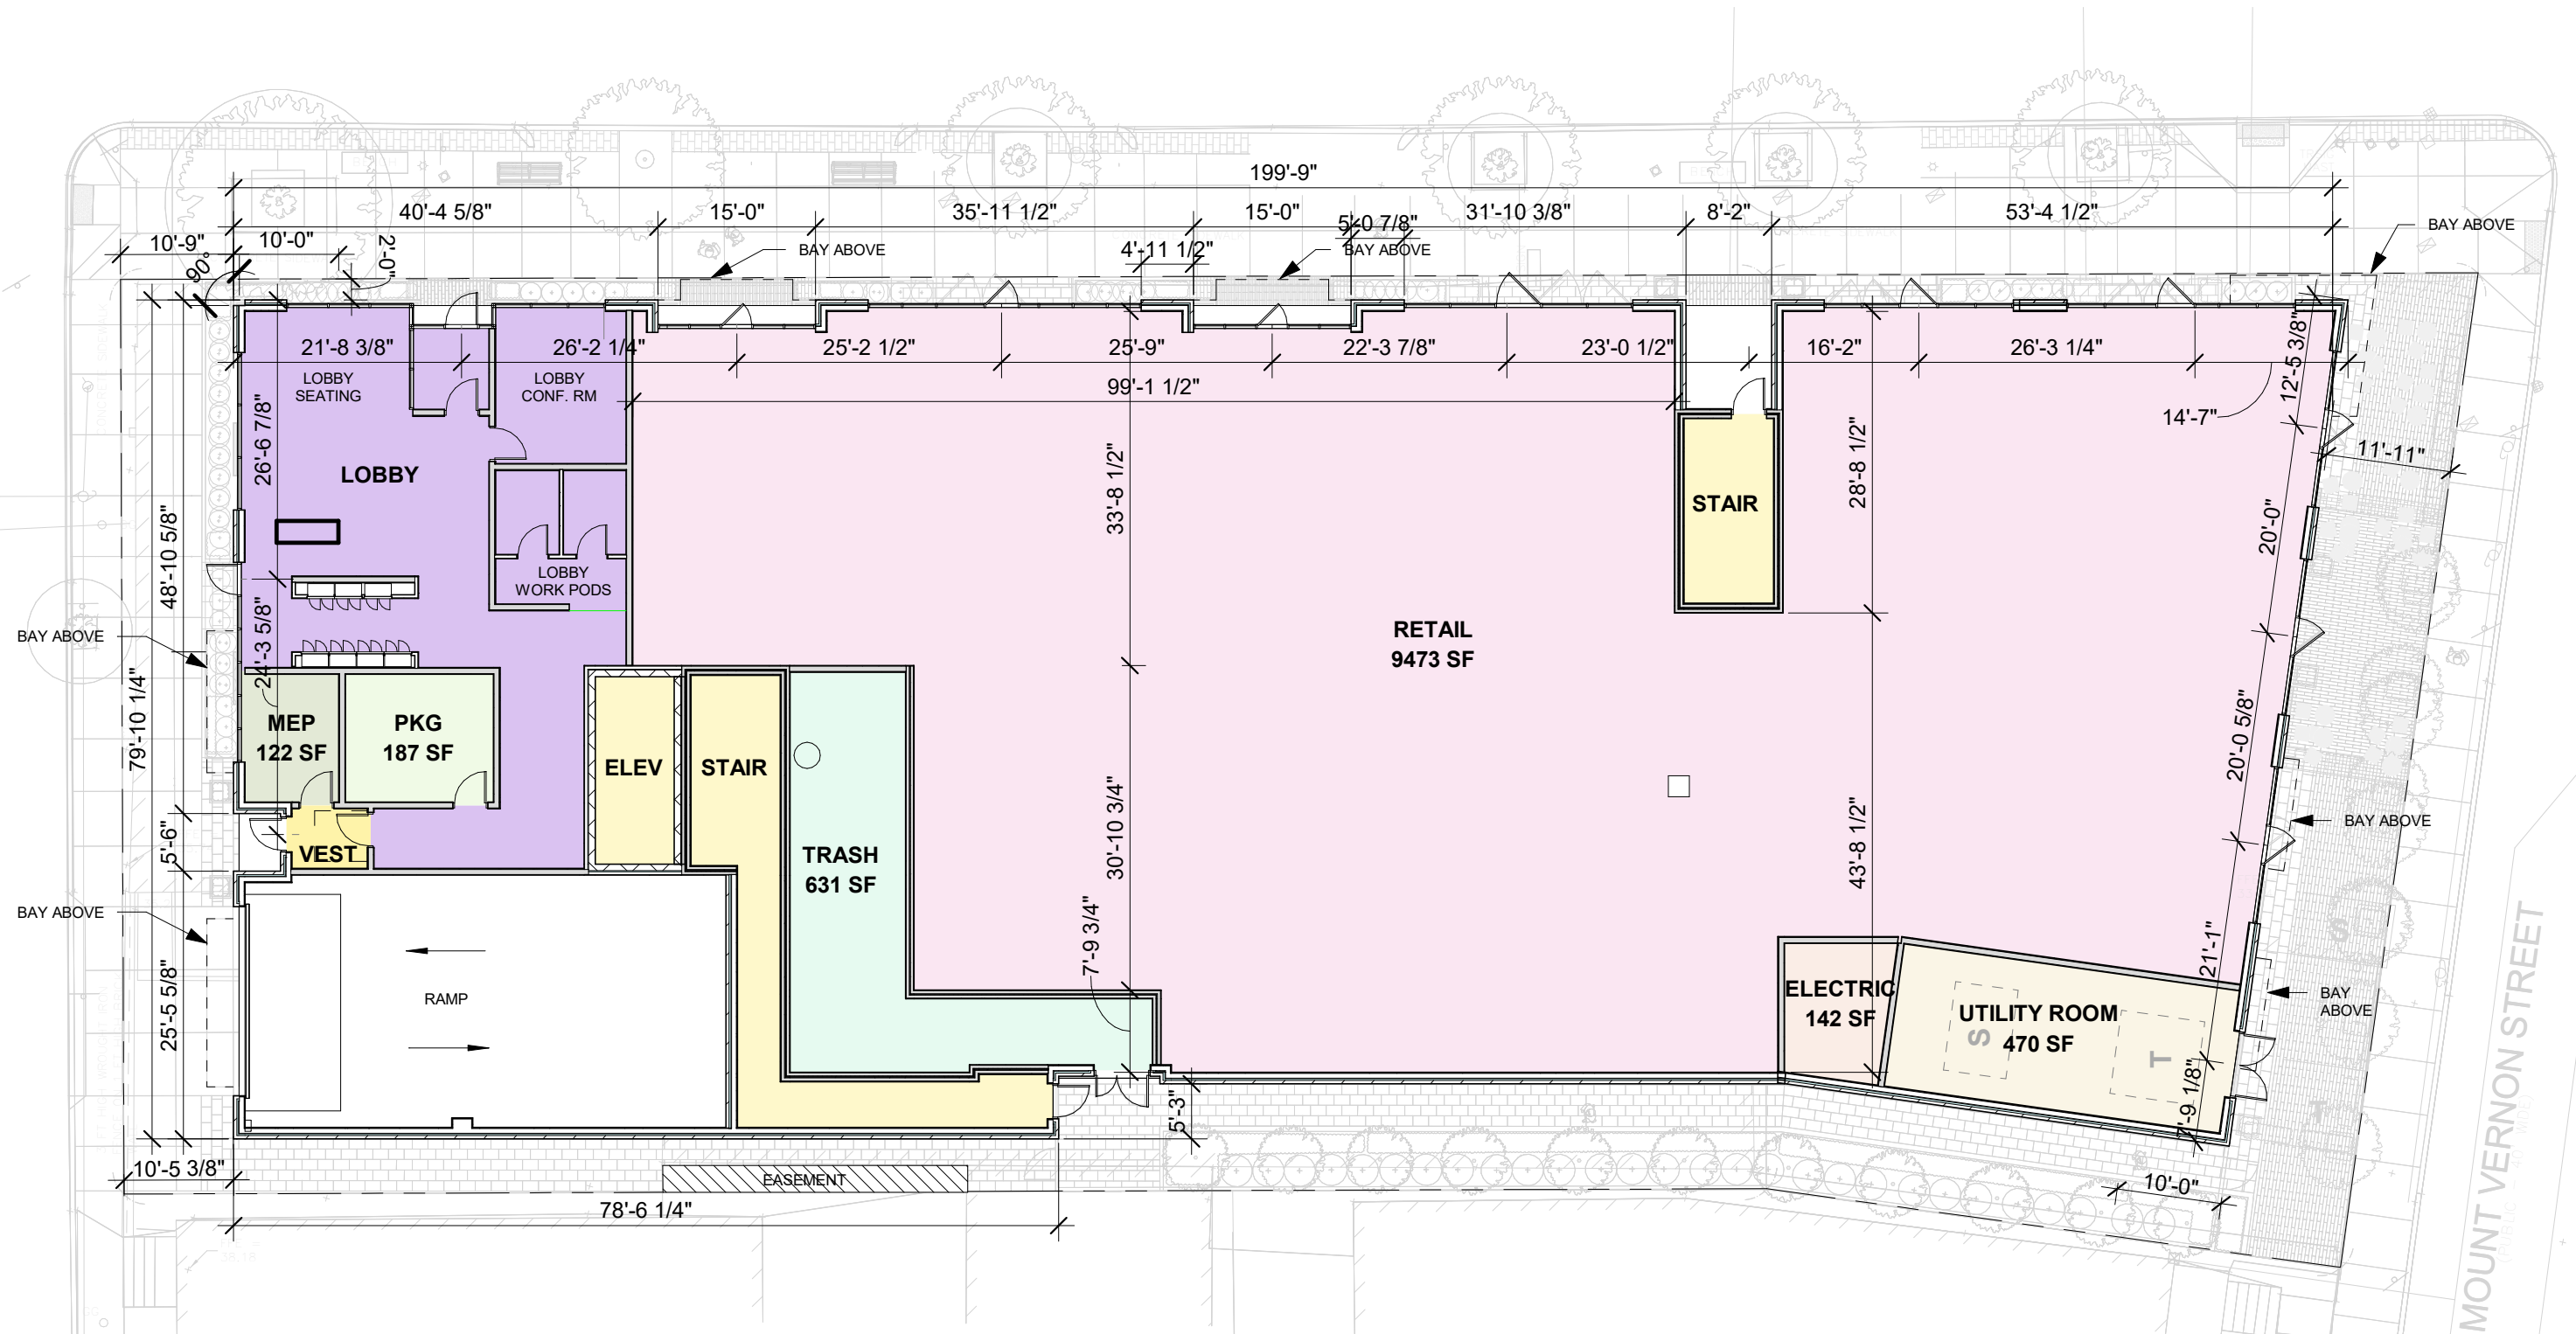 199'-9"
40'-4 5/8"
15'-0"
35'-11 1/2"
15'-0"
5'-0 7/8"
31'-10 3/8"
8'-2"
53'-4 1/2"
10'-9"
10'-0"
2'-0"
90°
BAY ABOVE
4'-11 1/2"
BAY ABOVE
BAY ABOVE
21'-8 3/8"
26'-2 1/4"
25'-2 1/2"
25'-9"
22'-3 7/8"
23'-0 1/2"
16'-2"
26'-3 1/4"
12'-5 3/8"
LOBBY
SEATING
LOBBY
CONF. RM
99'-1 1/2"
14'-7"
11'-11"
26'-6 7/8"
LOBBY
33'-8 1/2"
28'-8 1/2"
STAIR
20'-0"
48'-10 5/8"
LOBBY
WORK PODS
24'-3 5/8"
BAY ABOVE
RETAIL
9473 SF
79'-10 1/4"
MEP
122 SF
PKG
187 SF
ELEV
STAIR
20'-0 5/8"
5'-6"
VEST
TRASH
631 SF
30'-10 3/4"
43'-8 1/2"
BAY ABOVE
BAY ABOVE
7'-9 3/4"
21'-1"
25'-5 5/8"
RAMP
ELECTRIC
142 SF
UTILITY ROOM
470 SF
S
T
BAY
ABOVE
S
T
5'-3"
7'-9 1/8"
10'-5 3/8"
EASEMENT
10'-0"
78'-6 1/4"
MOUNT VERNON STREET